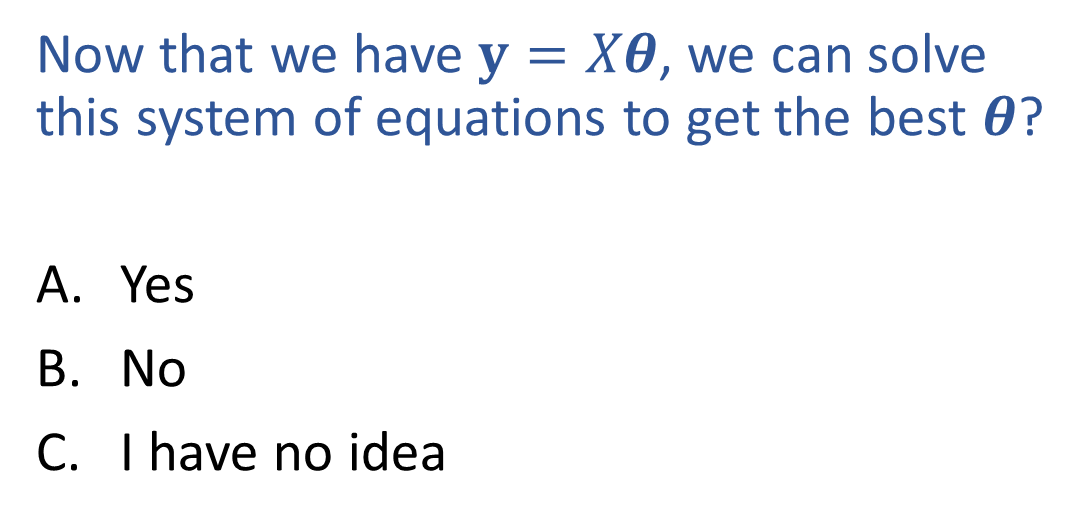 Now that we have 𝐲 = 𝑋𝜽, we can solve
this system of equations to get the best 𝜽?
A. Yes
B. No
C. I have no idea